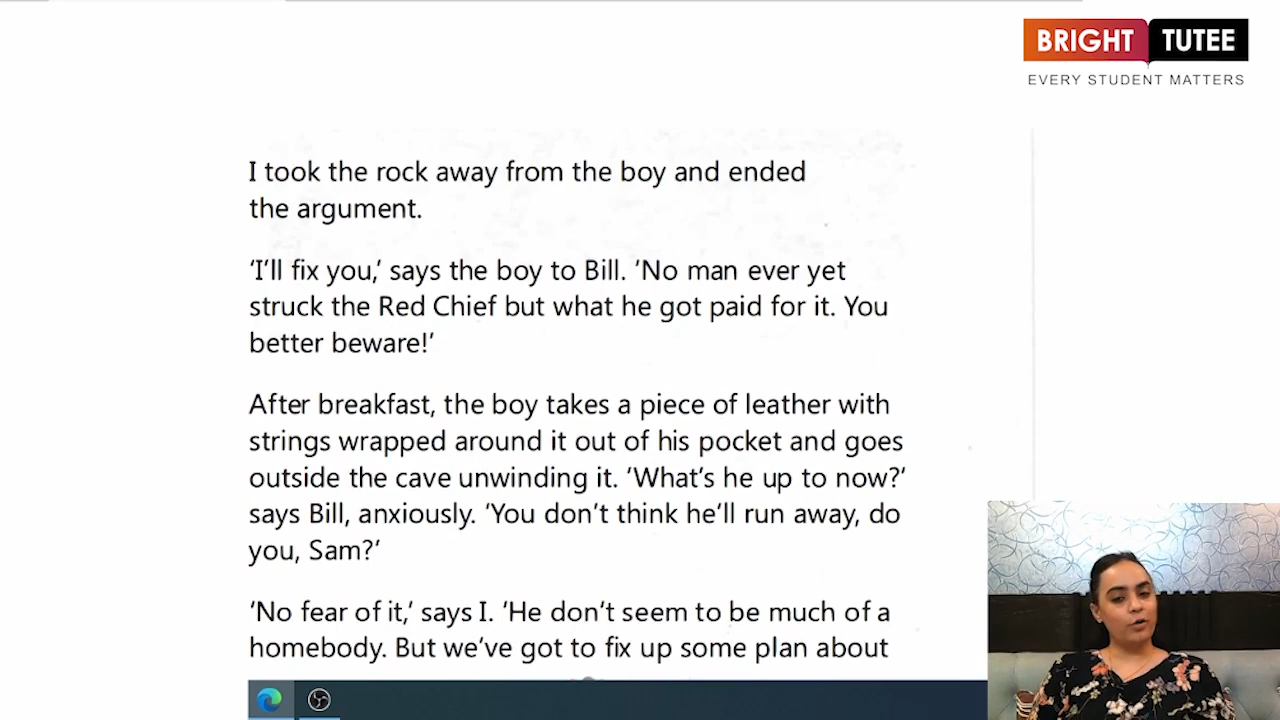 BRIGHT TUTEE
EVERY STUDENT MATTERS
I took the rock away from the boy and ended
the argument.
‘I’ll fix you,’ says the boy to Bill. ‘No man ever yet
struck the Red Chief but what he got paid for it. You
better beware!’
After breakfast, the boy takes a piece of leather with
strings wrapped around it out of his pocket and goes
outside the cave unwinding it. ‘What’s he up to now?’
says Bill, anxiously. ‘You don’t think he’ll run away, do
you, Sam?’
‘No fear of it,’ says I. ‘He don’t seem to be much of a
homebody. But we’ve got to fix up some plan about